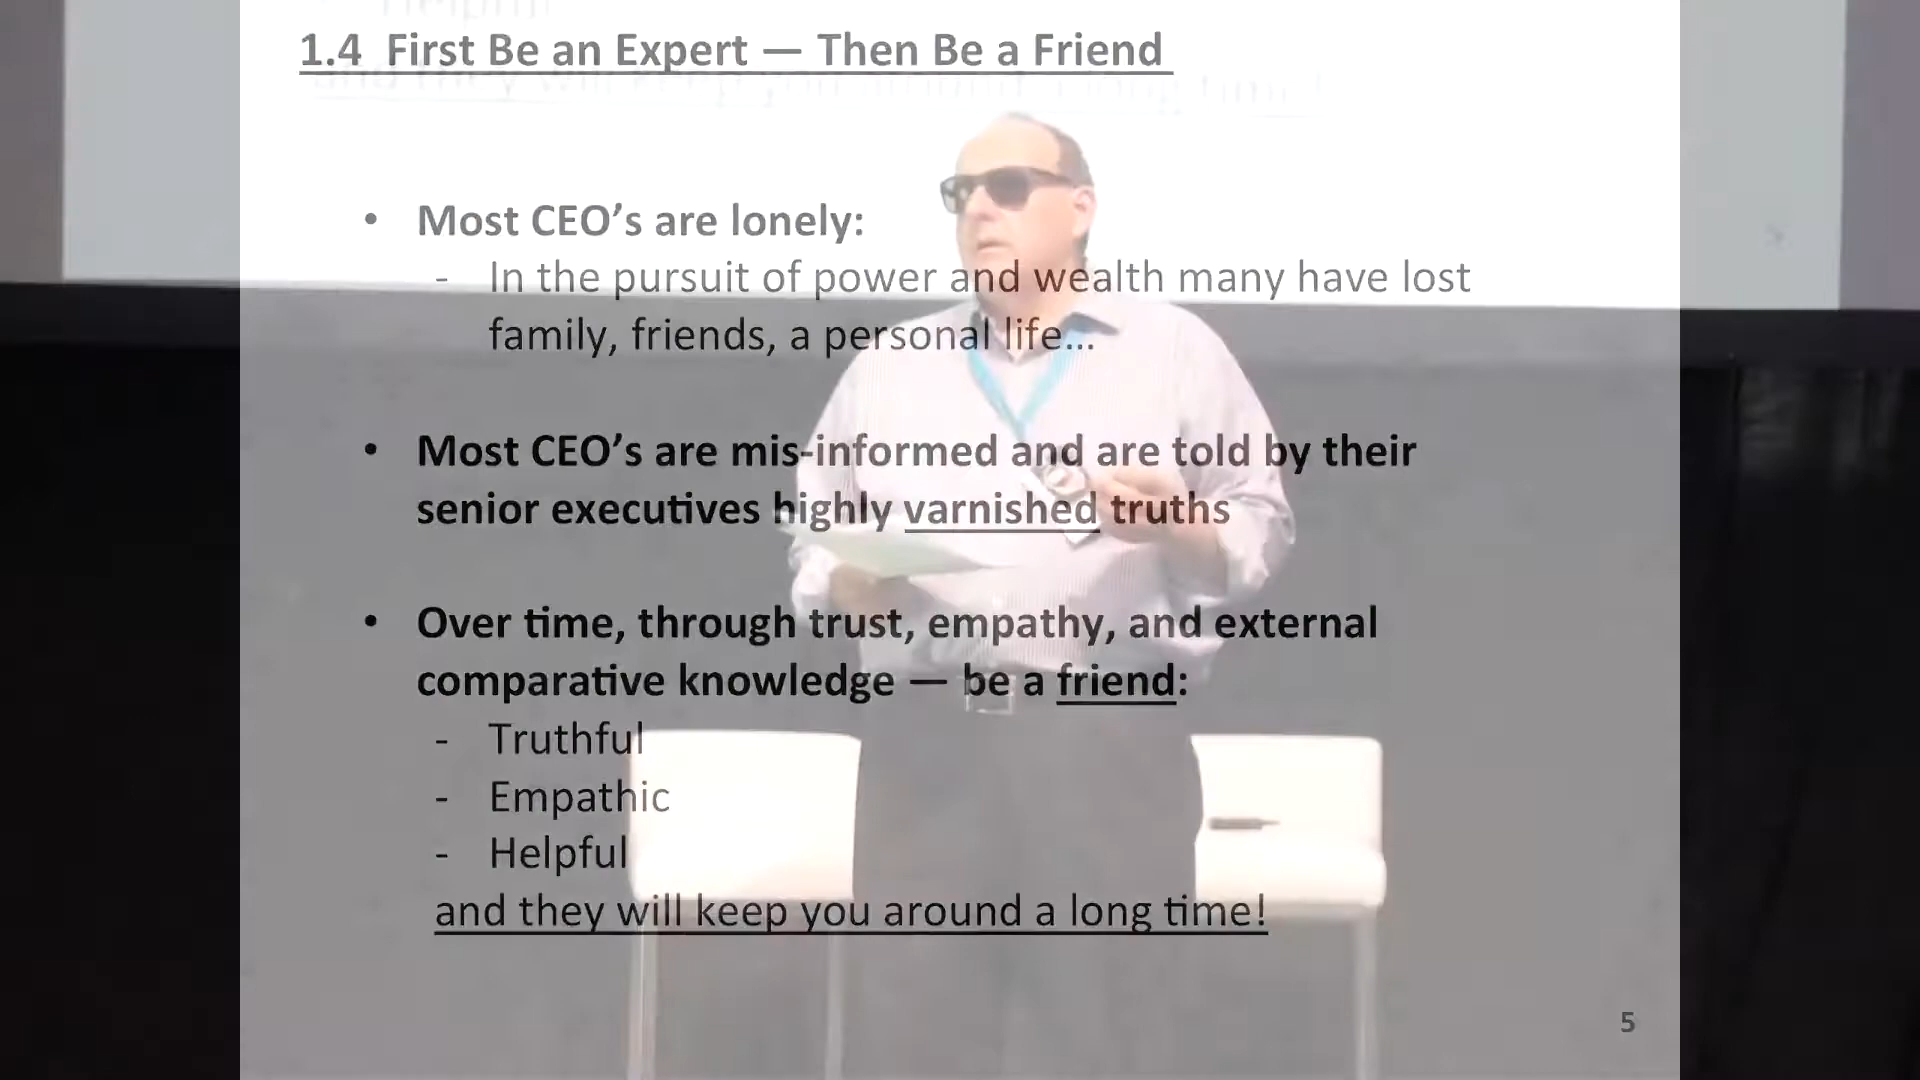 1.4 First Be an Expert — Then Be a Friend
• Most CEO's are lonely:
- In the pursuit of power and wealth many have lost
family, friends, a personal life...
• Most CEO's are mis-informed and are told by their
senior executives highly varnished truths
• Over time, through trust, empathy, and external
comparative knowledge — be a friend:
- Truthful
- Empathic
- Helpful
and they will keep you around a long time!
5